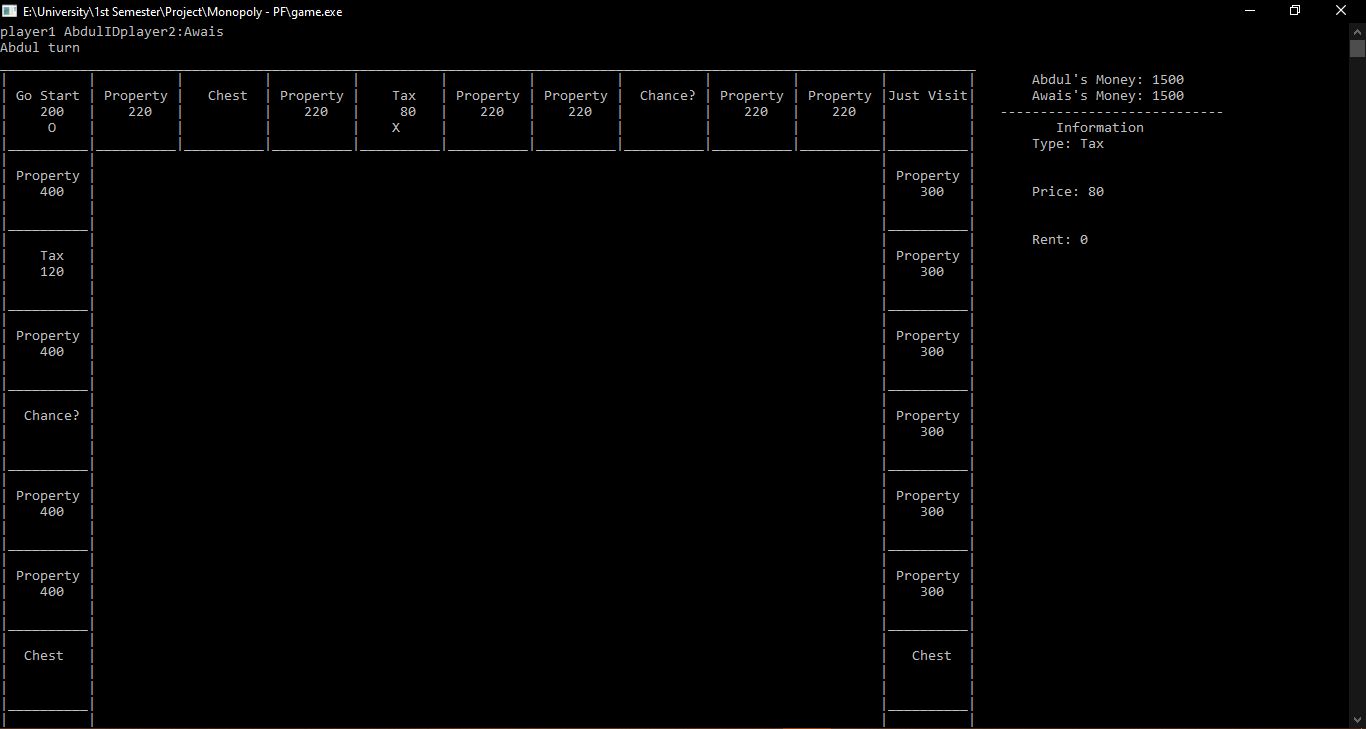 E:\University\1st Semester\Project\Monopoly - PF\game.exe
player1 AbdulIDplayer2:Awais
Abdul turn
Abdul's Money: 1500
Go Start Property Chest Property Tax Property Property Chance? Property Property Just Visit Awais's Money: 1500
200 220 220 80 220 220 220 220
O X Information
Type: Tax
Property Property
400 300 Price: 80
Rent: 0
Tax Property
120 300
Property Property
400 300
Chance? Property
300
Property Property
400 300
Property Property
400 300
Chest Chest